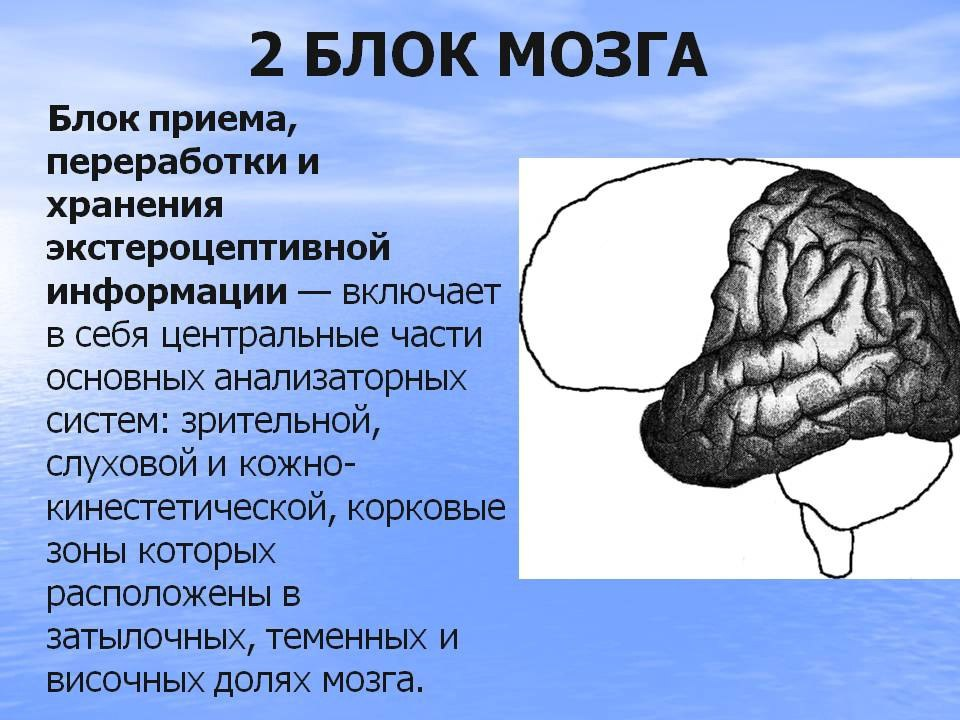 2 БЛОК МОЗГА
Блок приема,
переработки и
хранения
экстероцептивной
информации — включает
в себя центральные части
основных анализаторных
систем: зрительной,
слуховой и кожно-
кинестетической, корковые
зоны которых
расположены в
затылочных, теменных и
височных долях мозга.